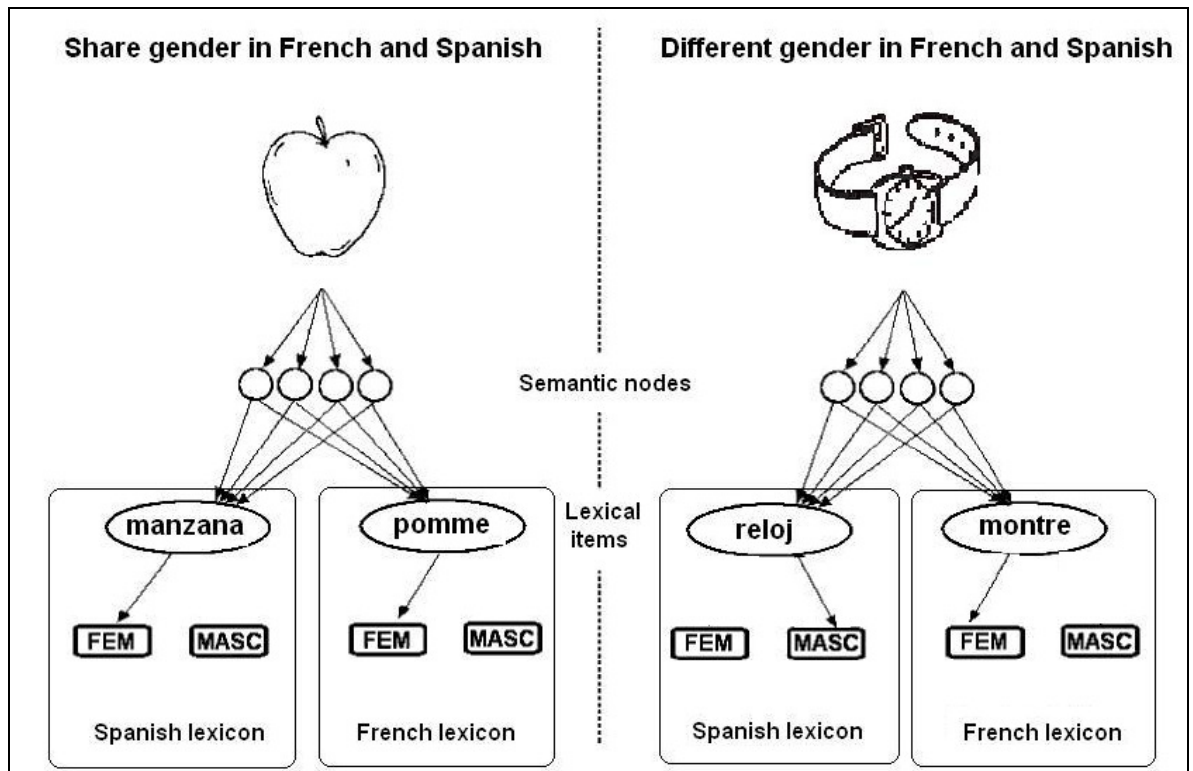 Share gender in French and Spanish
Different gender in French and Spanish
Semantic nodes
Lexical
items
manzana
pomme
reloj
montre
FEM
MASC
FEM
MASC
FEM
MASC
FEM
MASC
Spanish lexicon
French lexicon
Spanish lexicon
French lexicon